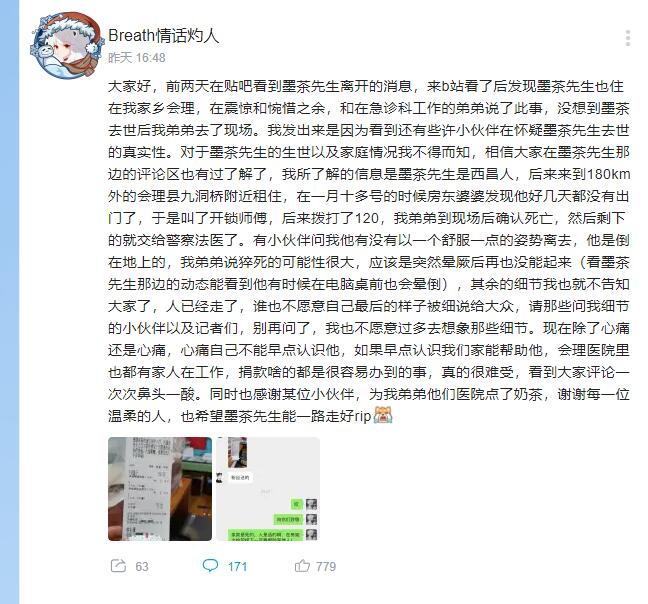 Breath情话灼人
昨天 16:48
大家好，前两天在贴吧看到墨茶先生离开的消息，来b站看了后发现墨茶先生也住
在我家乡会理，在震惊和惋惜之余，和在急诊科工作的弟弟说了此事，没想到墨茶
去世后我弟弟去了现场。我发出来是因为看到还有些许小伙伴在怀疑墨茶先生去世
的真实性。对于墨茶先生的生世以及家庭情况我不得而知，相信大家在墨茶先生那
边的评论区也有过了解了，我所了解的信息是墨茶先生是西昌人，后来来到180km
外的会理县九洞桥附近租住，在一月十多号的时候房东婆婆发现他好几天都没有出
门了，于是叫了开锁师傅，后来拨打了120，我弟弟到现场后确认死亡，然后剩下
的就交给警察法医了。有小伙伴问我他有没有以一个舒服一点的姿势离去，他是倒
在地上的，我弟弟说猝死的可能性很大，应该是突然晕厥后再也没能起来（看墨茶
先生那边的动态能看到他有时候在电脑桌前也会晕倒），其余的细节我也就不告知
大家了，人已经走了，谁也不愿意自己最后的样子被细说给大众，请那些问我细节
的小伙伴以及记者们，别再问了，我也不愿意过多去想象那些细节。现在除了心痛
还是心痛，心痛自己不能早点认识他，如果早点认识我们家能帮助他，会理医院里
也都有家人在工作，捐款啥的都是很容易办到的事，真的很难受，看到大家评论一
次次鼻头一酸。同时也感谢某位小伙伴，为我弟弟他们医院点了奶茶，谢谢每一位
温柔的人，也希望墨茶先生能一路走好rip
63
171
779